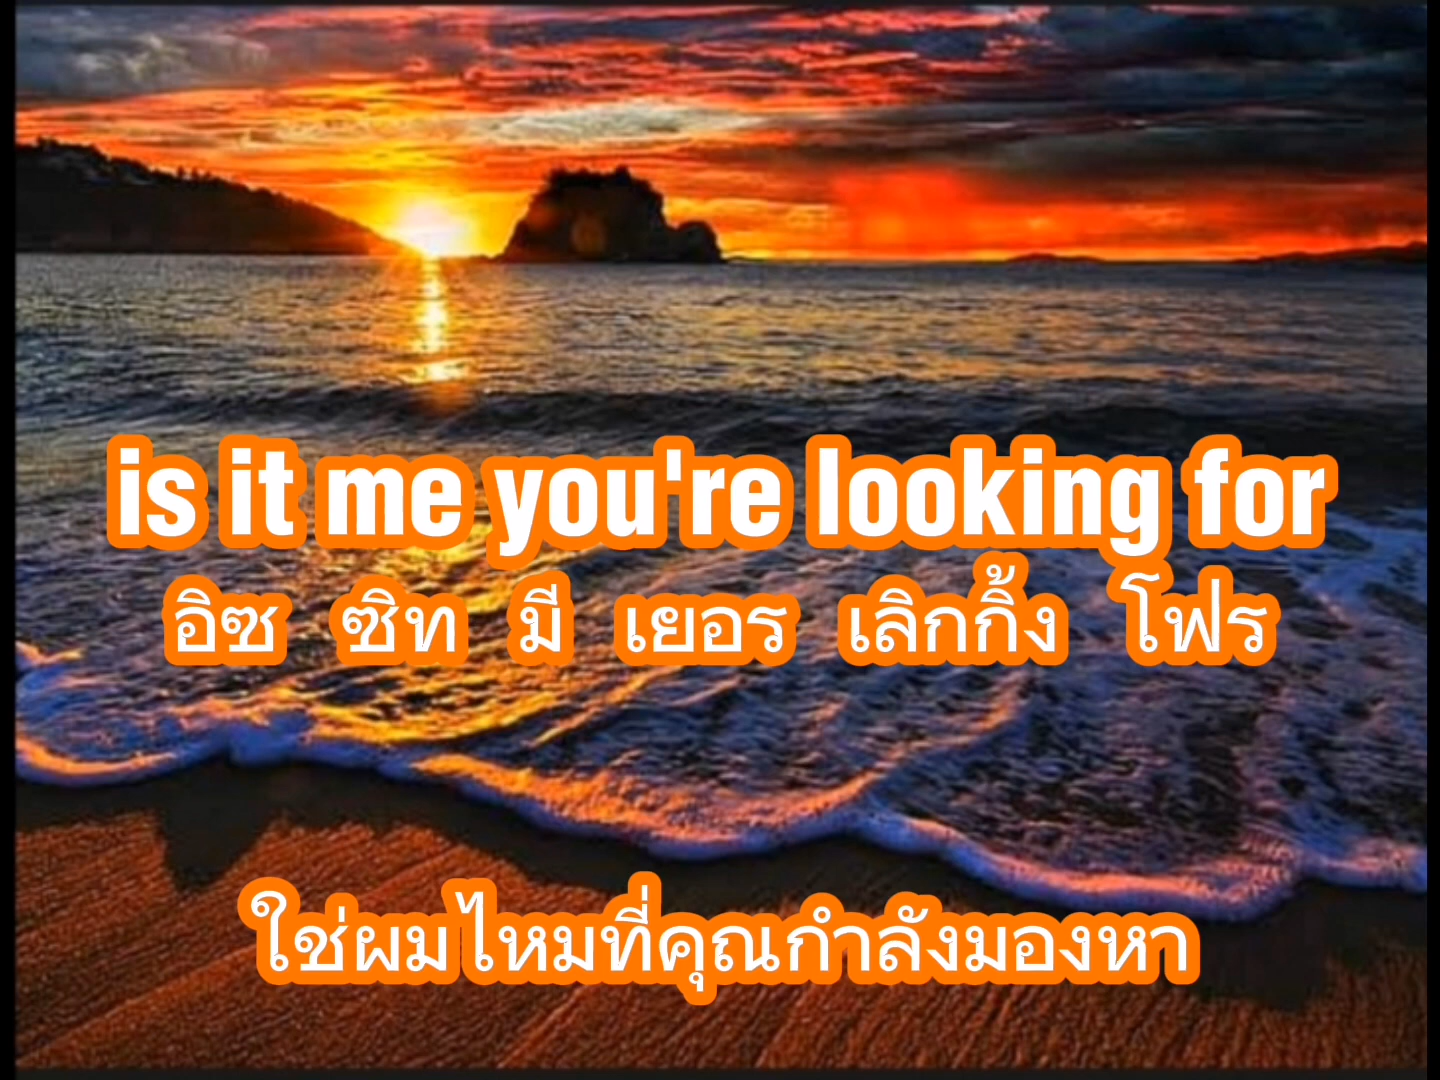 is it me you're looking for
อิซ ซิท มี เยอร เลิกกิ้ง โฟร
ใช่ผมไหมที่คุณกำลังมองหา